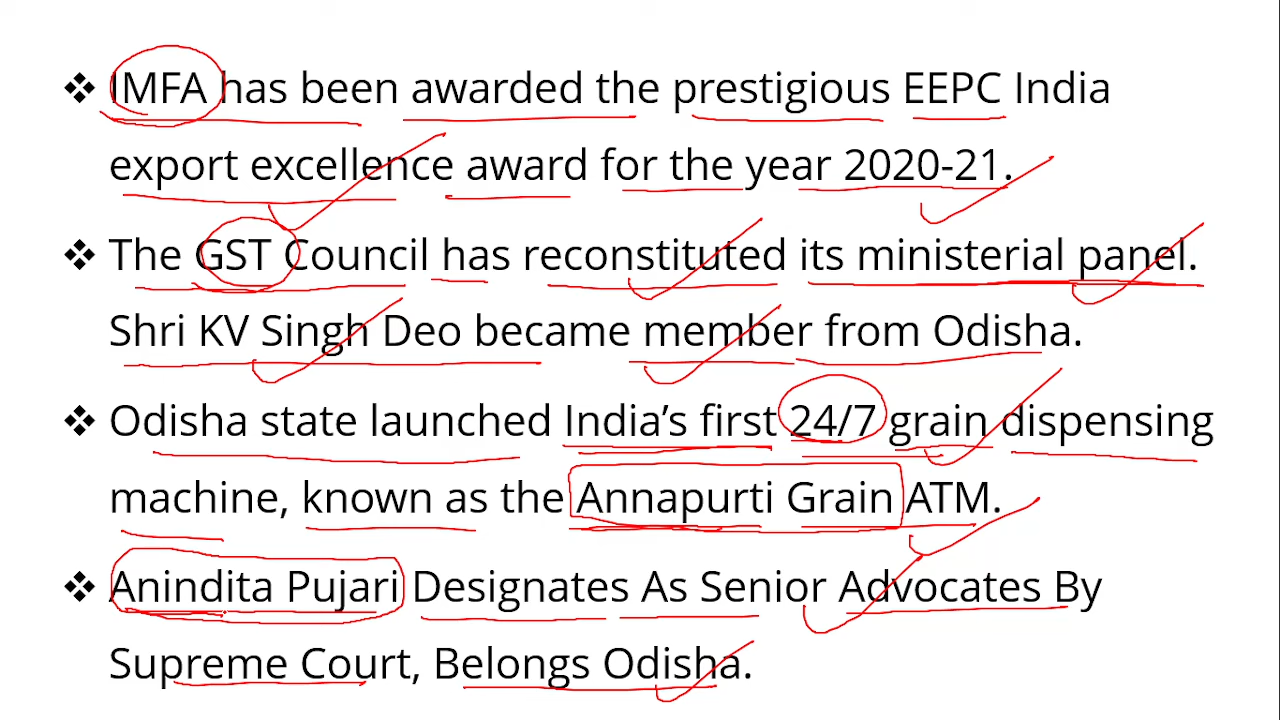 ❖ IMFA has been awarded the prestigious EEPC India
export excellence award for the year 2020-21.
❖ The GST Council has reconstituted its ministerial panel.
Shri KV Singh Deo became member from Odisha.
❖ Odisha state launched India's first 24/7 grain dispensing
machine, known as the Annapurti Grain ATM.
❖ Anindita Pujari Designates As Senior Advocates By
Supreme Court, Belongs Odisha.